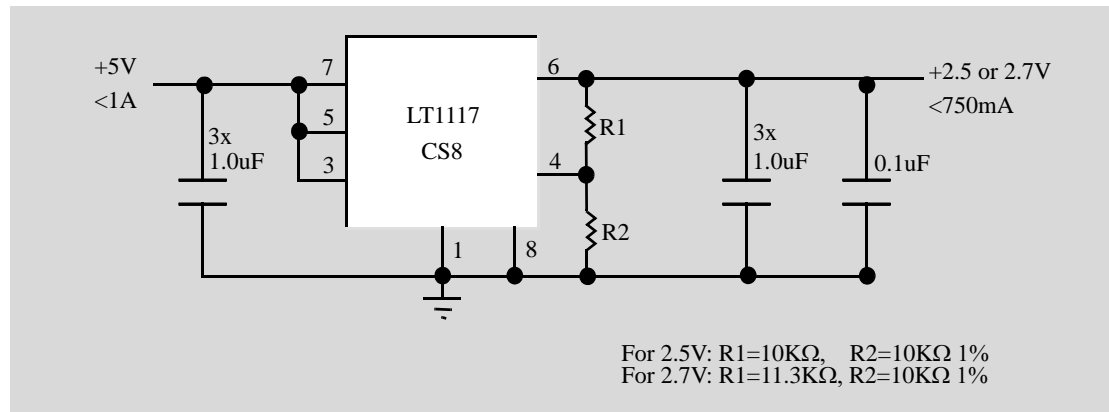 +5V
<1A
7
5
3
LT1117
CS8
6
4
1
8
3x
1.0uF
R1
R2
3x
1.0uF
0.1uF
+2.5 or 2.7V
<750mA
For 2.5V: R1=10KΩ, R2=10KΩ 1%
For 2.7V: R1=11.3KΩ, R2=10KΩ 1%